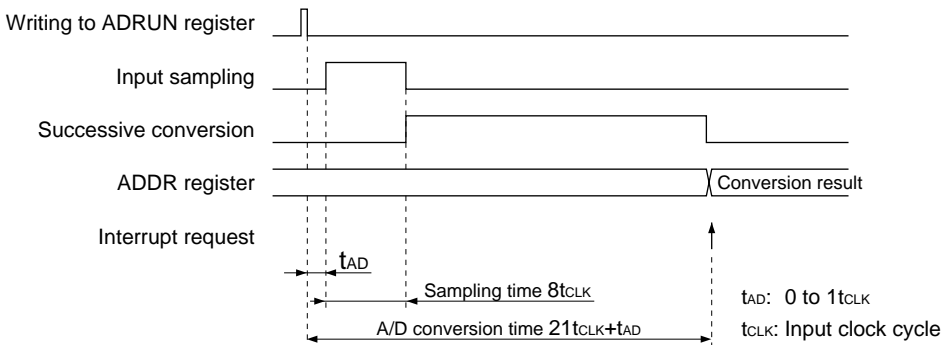 Writing to ADRUN register
Input sampling
Successive conversion
ADDR register
Conversion result
Interrupt request
tAD
Sampling time 8tCLK
tAD: 0 to 1tCLK
A/D conversion time 21tCLK+tAD
tCLK: Input clock cycle